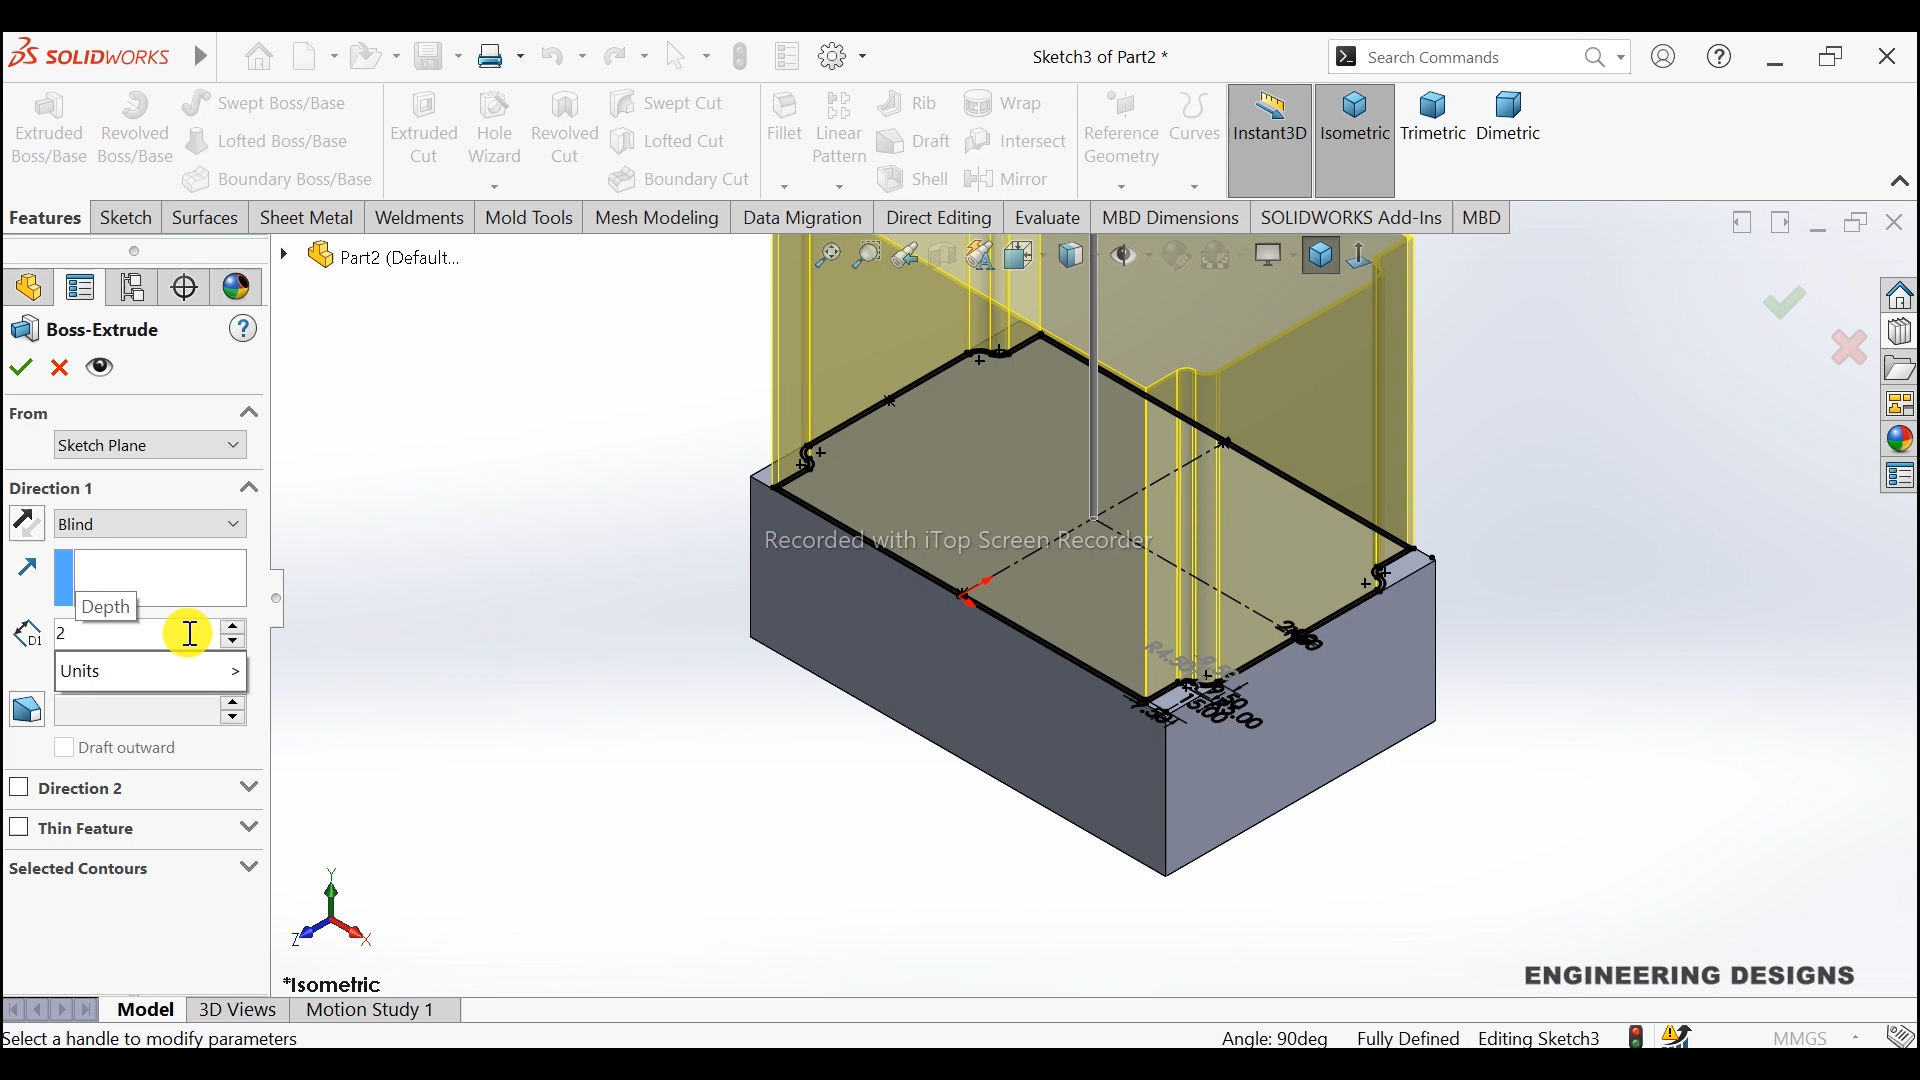 SOLIDWORKS
Sketch3 of Part2 *
Search Commands
Extruded Boss/Base
Revolved Boss/Base
Swept Boss/Base
Lofted Boss/Base
Boundary Boss/Base
Extruded Cut
Hole Wizard
Revolved Cut
Swept Cut
Lofted Cut
Boundary Cut
Fillet
Linear Pattern
Rib
Draft
Shell
Wrap
Intersect
Mirror
Reference Geometry
Curves
Instant3D
Isometric
Trimetric
Dimetric
Features Sketch Surfaces Sheet Metal Weldments Mold Tools Mesh Modeling Data Migration Direct Editing Evaluate MBD Dimensions SOLIDWORKS Add-Ins MBD
Part2 (Default...
Boss-Extrude
From
Sketch Plane
Direction 1
Blind
Depth
D1
2
Units >
Draft outward
Direction 2
Thin Feature
Selected Contours
Recorded with iTop Screen Recorder
15.00
Y
Z
X
*Isometric
ENGINEERING DESIGNS
Model 3D Views Motion Study 1
Select a handle to modify parameters
Angle: 90deg Fully Defined Editing Sketch3 MMGS